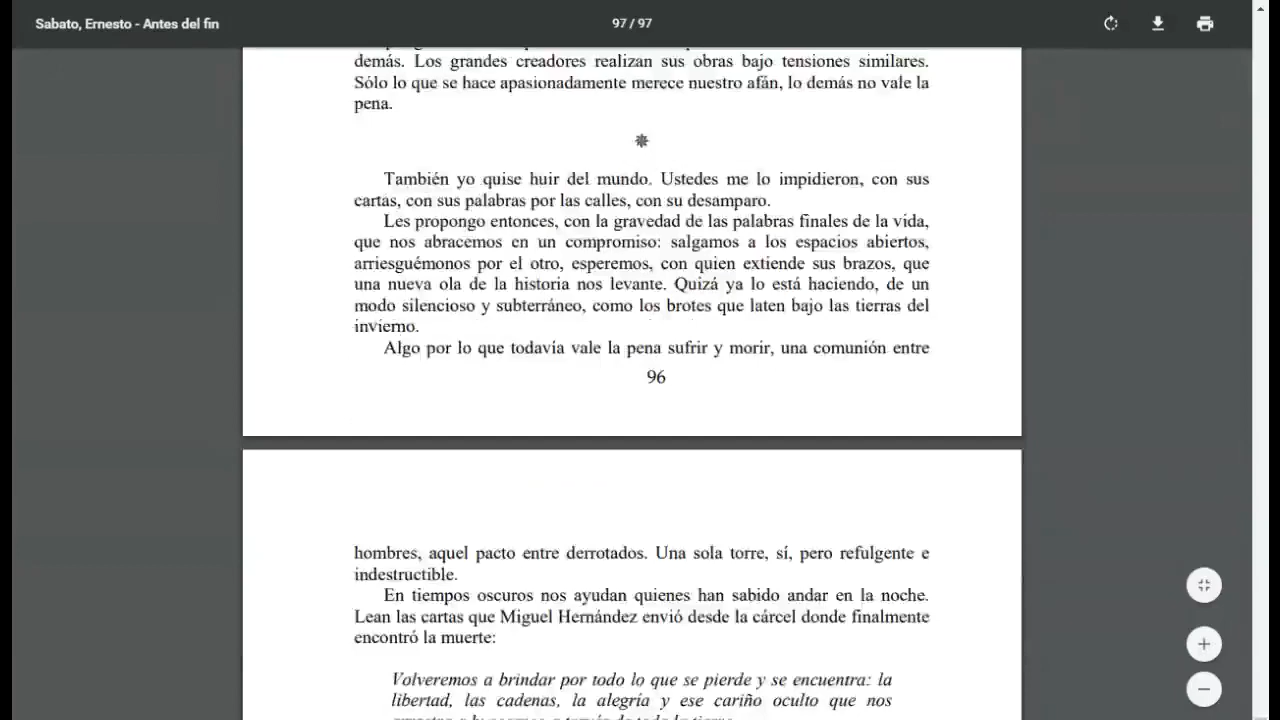 Sabato, Ernesto - Antes del fin
97 / 97
demás. Los grandes creadores realizan sus obras bajo tensiones similares.
Sólo lo que se hace apasionadamente merece nuestro afán, lo demás no vale la
pena.
También yo quise huir del mundo. Ustedes me lo impidieron, con sus
cartas, con sus palabras por las calles, con su desamparo.
Les propongo entonces, con la gravedad de las palabras finales de la vida,
que nos abracemos en un compromiso: salgamos a los espacios abiertos,
arriesguémonos por el otro, esperemos, con quien extiende sus brazos, que
una nueva ola de la historia nos levante. Quizá ya lo está haciendo, de un
modo silencioso y subterráneo, como los brotes que laten bajo las tierras del
invierno.
Algo por lo que todavía vale la pena sufrir y morir, una comunión entre
96
hombres, aquel pacto entre derrotados. Una sola torre, sí, pero refulgente e
indestructible.
En tiempos oscuros nos ayudan quienes han sabido andar en la noche.
Lean las cartas que Miguel Hernández envió desde la cárcel donde finalmente
encontró la muerte:
Volveremos a brindar por todo lo que se pierde y se encuentra: la
libertad, las cadenas, la alegría y ese cariño oculto que nos